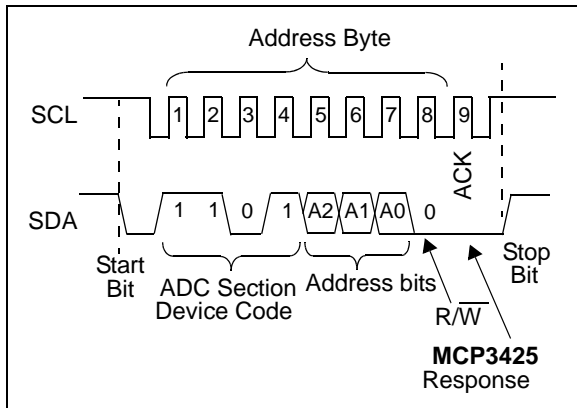 Address Byte
SCL
1 2 3 4 5 6 7 8 9
ACK
SDA
1 1 0 1 A2 A1 A0 0
Start
Bit
ADC Section
Device Code
Address bits
Stop
Bit
R/W̅
MCP3425
Response